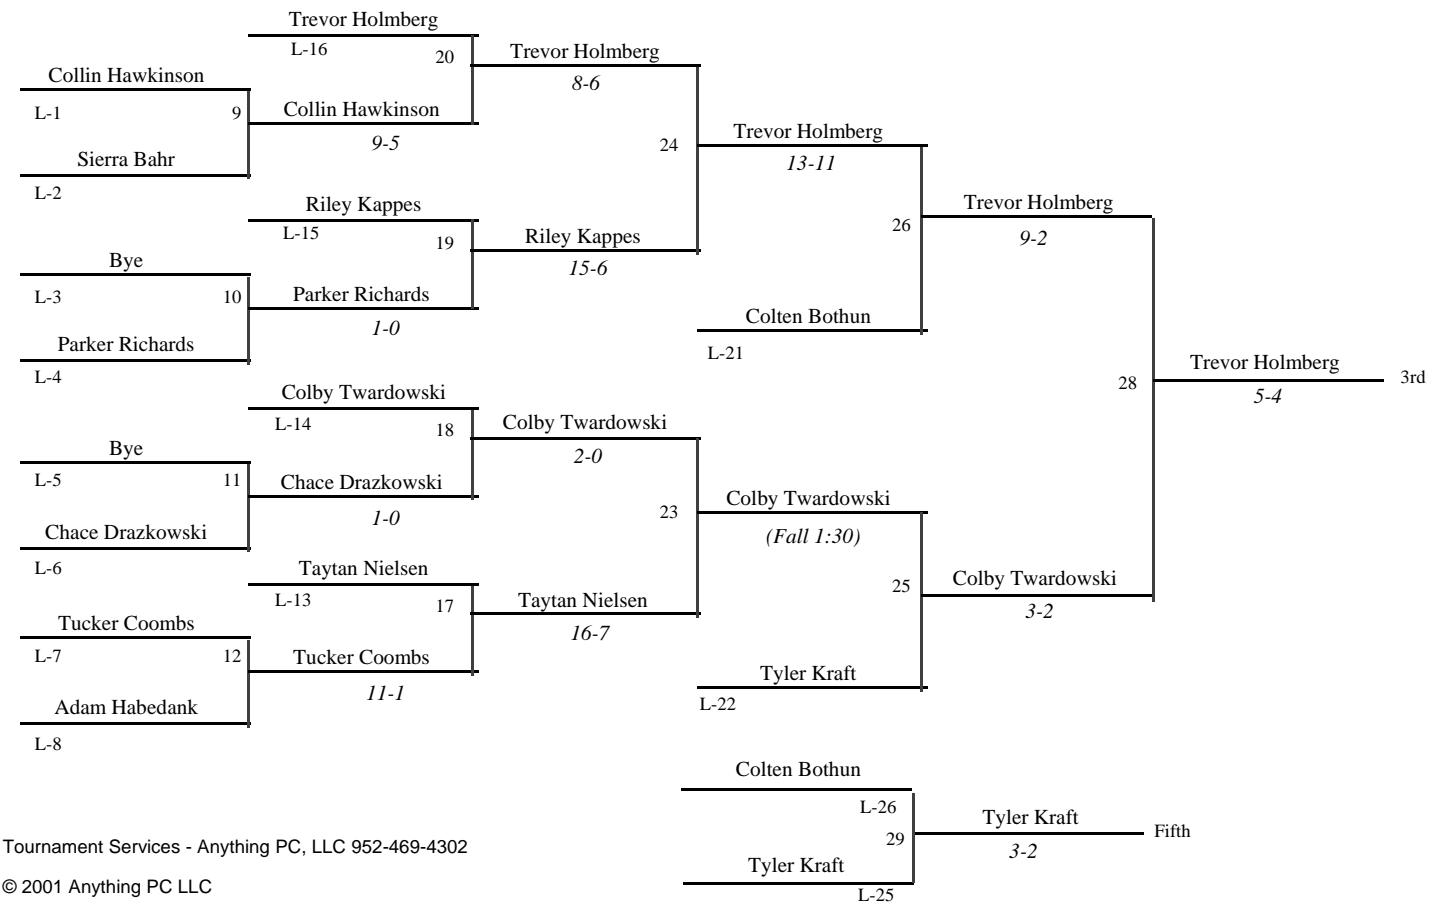 Trevor Holmberg
L-16
20
Trevor Holmberg
8-6
Collin Hawkinson
L-1
9
Collin Hawkinson
9-5
Sierra Bahr
L-2
24
Trevor Holmberg
13-11
Riley Kappes
L-15
19
Riley Kappes
15-6
26
Trevor Holmberg
9-2
Bye
L-3
10
Parker Richards
1-0
Parker Richards
L-4
Colten Bothun
L-21
28
Trevor Holmberg
5-4
3rd
Colby Twardowski
L-14
18
Colby Twardowski
2-0
Bye
L-5
11
Chace Drazkowski
1-0
Chace Drazkowski
L-6
23
Colby Twardowski
(Fall 1:30)
Taytan Nielsen
L-13
17
Taytan Nielsen
16-7
25
Colby Twardowski
3-2
Tucker Coombs
L-7
12
Tucker Coombs
11-1
Adam Habedank
L-8
Tyler Kraft
L-22
Colten Bothun
L-26
29
Tyler Kraft
3-2
Fifth
Tyler Kraft
L-25
Tournament Services - Anything PC, LLC 952-469-4302
© 2001 Anything PC LLC